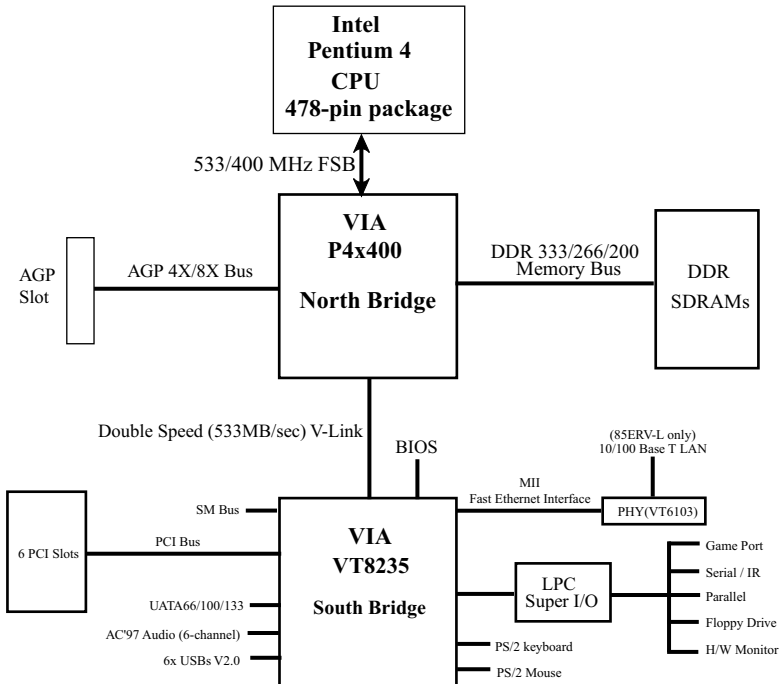 Intel
Pentium 4
CPU
478-pin package
533/400 MHz FSB
VIA
P4x400
North Bridge
AGP
Slot
AGP 4X/8X Bus
DDR 333/266/200
Memory Bus
DDR
SDRAMs
Double Speed (533MB/sec) V-Link
BIOS
(85ERV-L only)
10/100 Base T LAN
MII
Fast Ethernet Interface
PHY(VT6103)
SM Bus
6 PCI Slots
PCI Bus
VIA
VT8235
South Bridge
UATA66/100/133
AC'97 Audio (6-channel)
6x USBs V2.0
LPC
Super I/O
Game Port
Serial / IR
Parallel
Floppy Drive
H/W Monitor
PS/2 keyboard
PS/2 Mouse